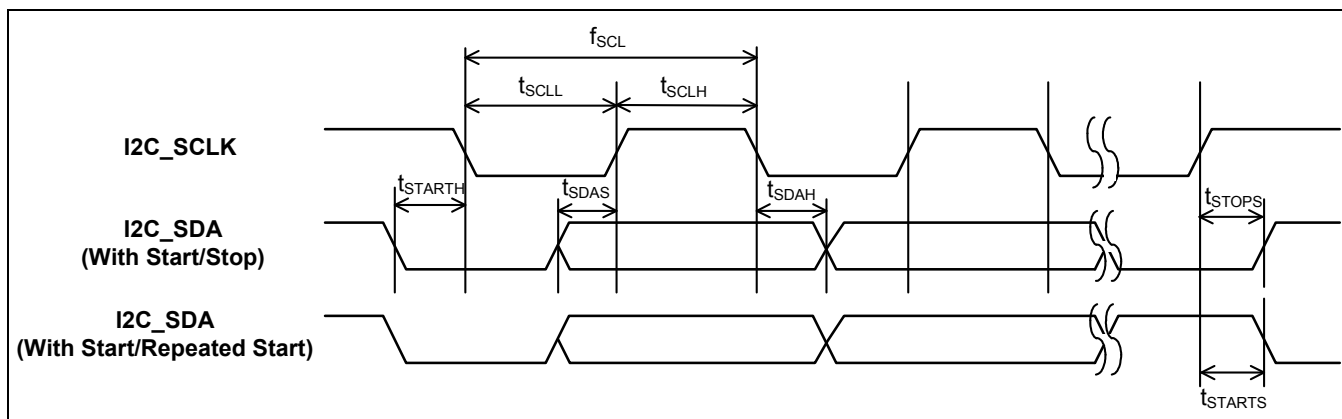 fSCL
tSCLL
tSCLH
I2C_SCLK
tSTARTH
tSDAS
tSDAH
tSTOPS
I2C_SDA
(With Start/Stop)
I2C_SDA
(With Start/Repeated Start)
tSTARTS